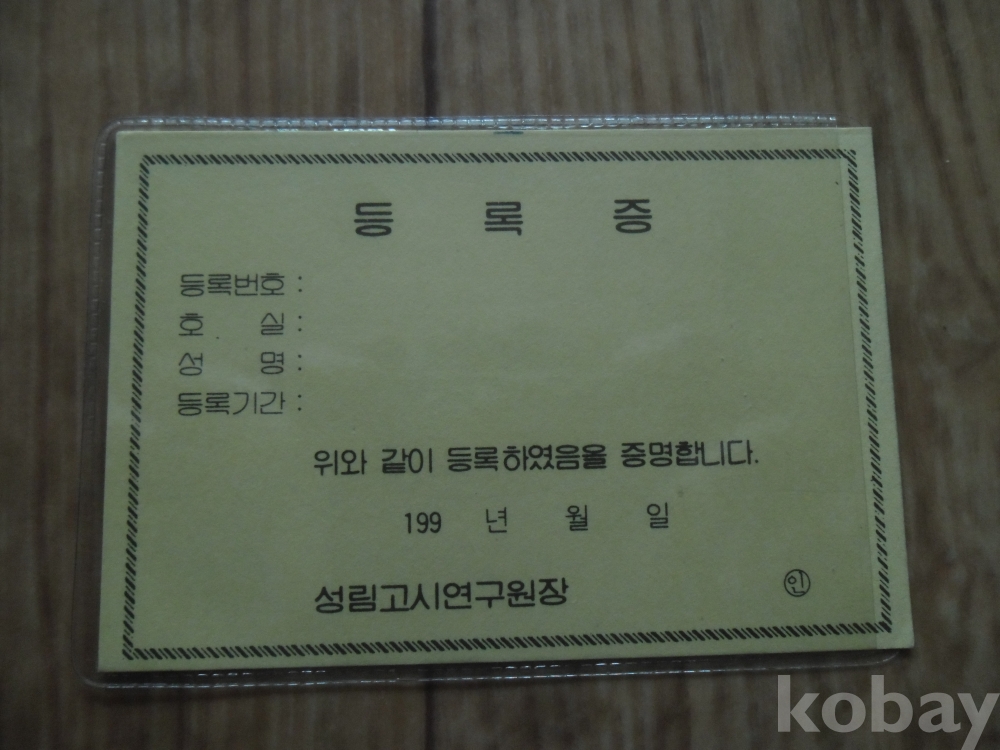 등 록 증
등록번호 :
호 실 :
성 명 :
등록기간 :
위와 같이 등록하였음을 증명합니다.
199 년 월 일
성림고시연구원장 인
kobay